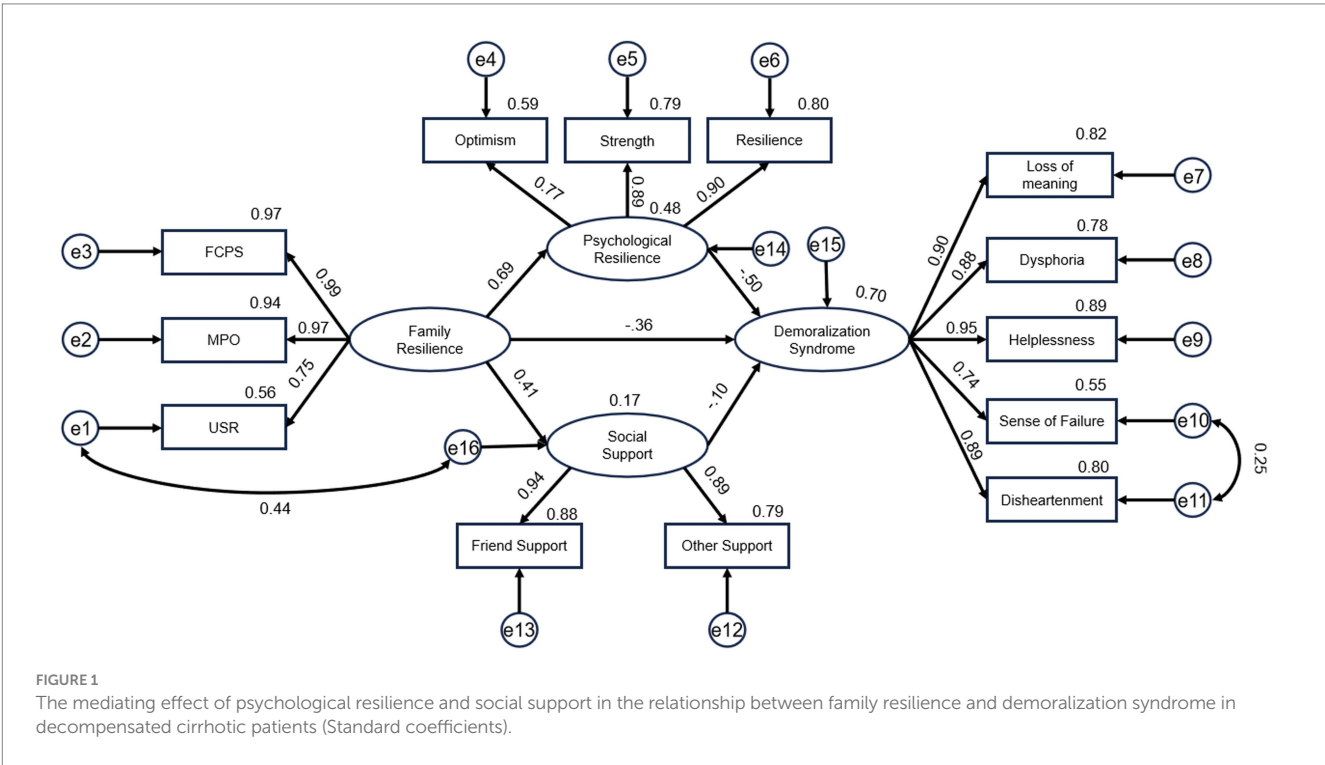 e4
e5
e6
0.59
0.79
0.80
Optimism
Strength
Resilience
0.77
0.89
0.90
0.48
Psychological
Resilience
e14
e15
0.82
Loss of
meaning
e7
0.97
e3
FCPS
0.99
0.69
-.50
0.90
0.78
Dysphoria
e8
0.88
0.94
e2
MPO
0.97
Family
Resilience
-.36
0.70
Demoralization
Syndrome
0.95
0.89
Helplessness
e9
0.56
e1
USR
0.75
0.41
0.17
-.10
0.74
0.55
Sense of Failure
e10
0.25
e16
Social
Support
0.89
0.80
Disheartenment
e11
0.44
0.94
0.88
0.89
0.79
Friend Support
Other Support
e13
e12
FIGURE 1
The mediating effect of psychological resilience and social support in the relationship between family resilience and demoralization syndrome in
decompensated cirrhotic patients (Standard coefficients).